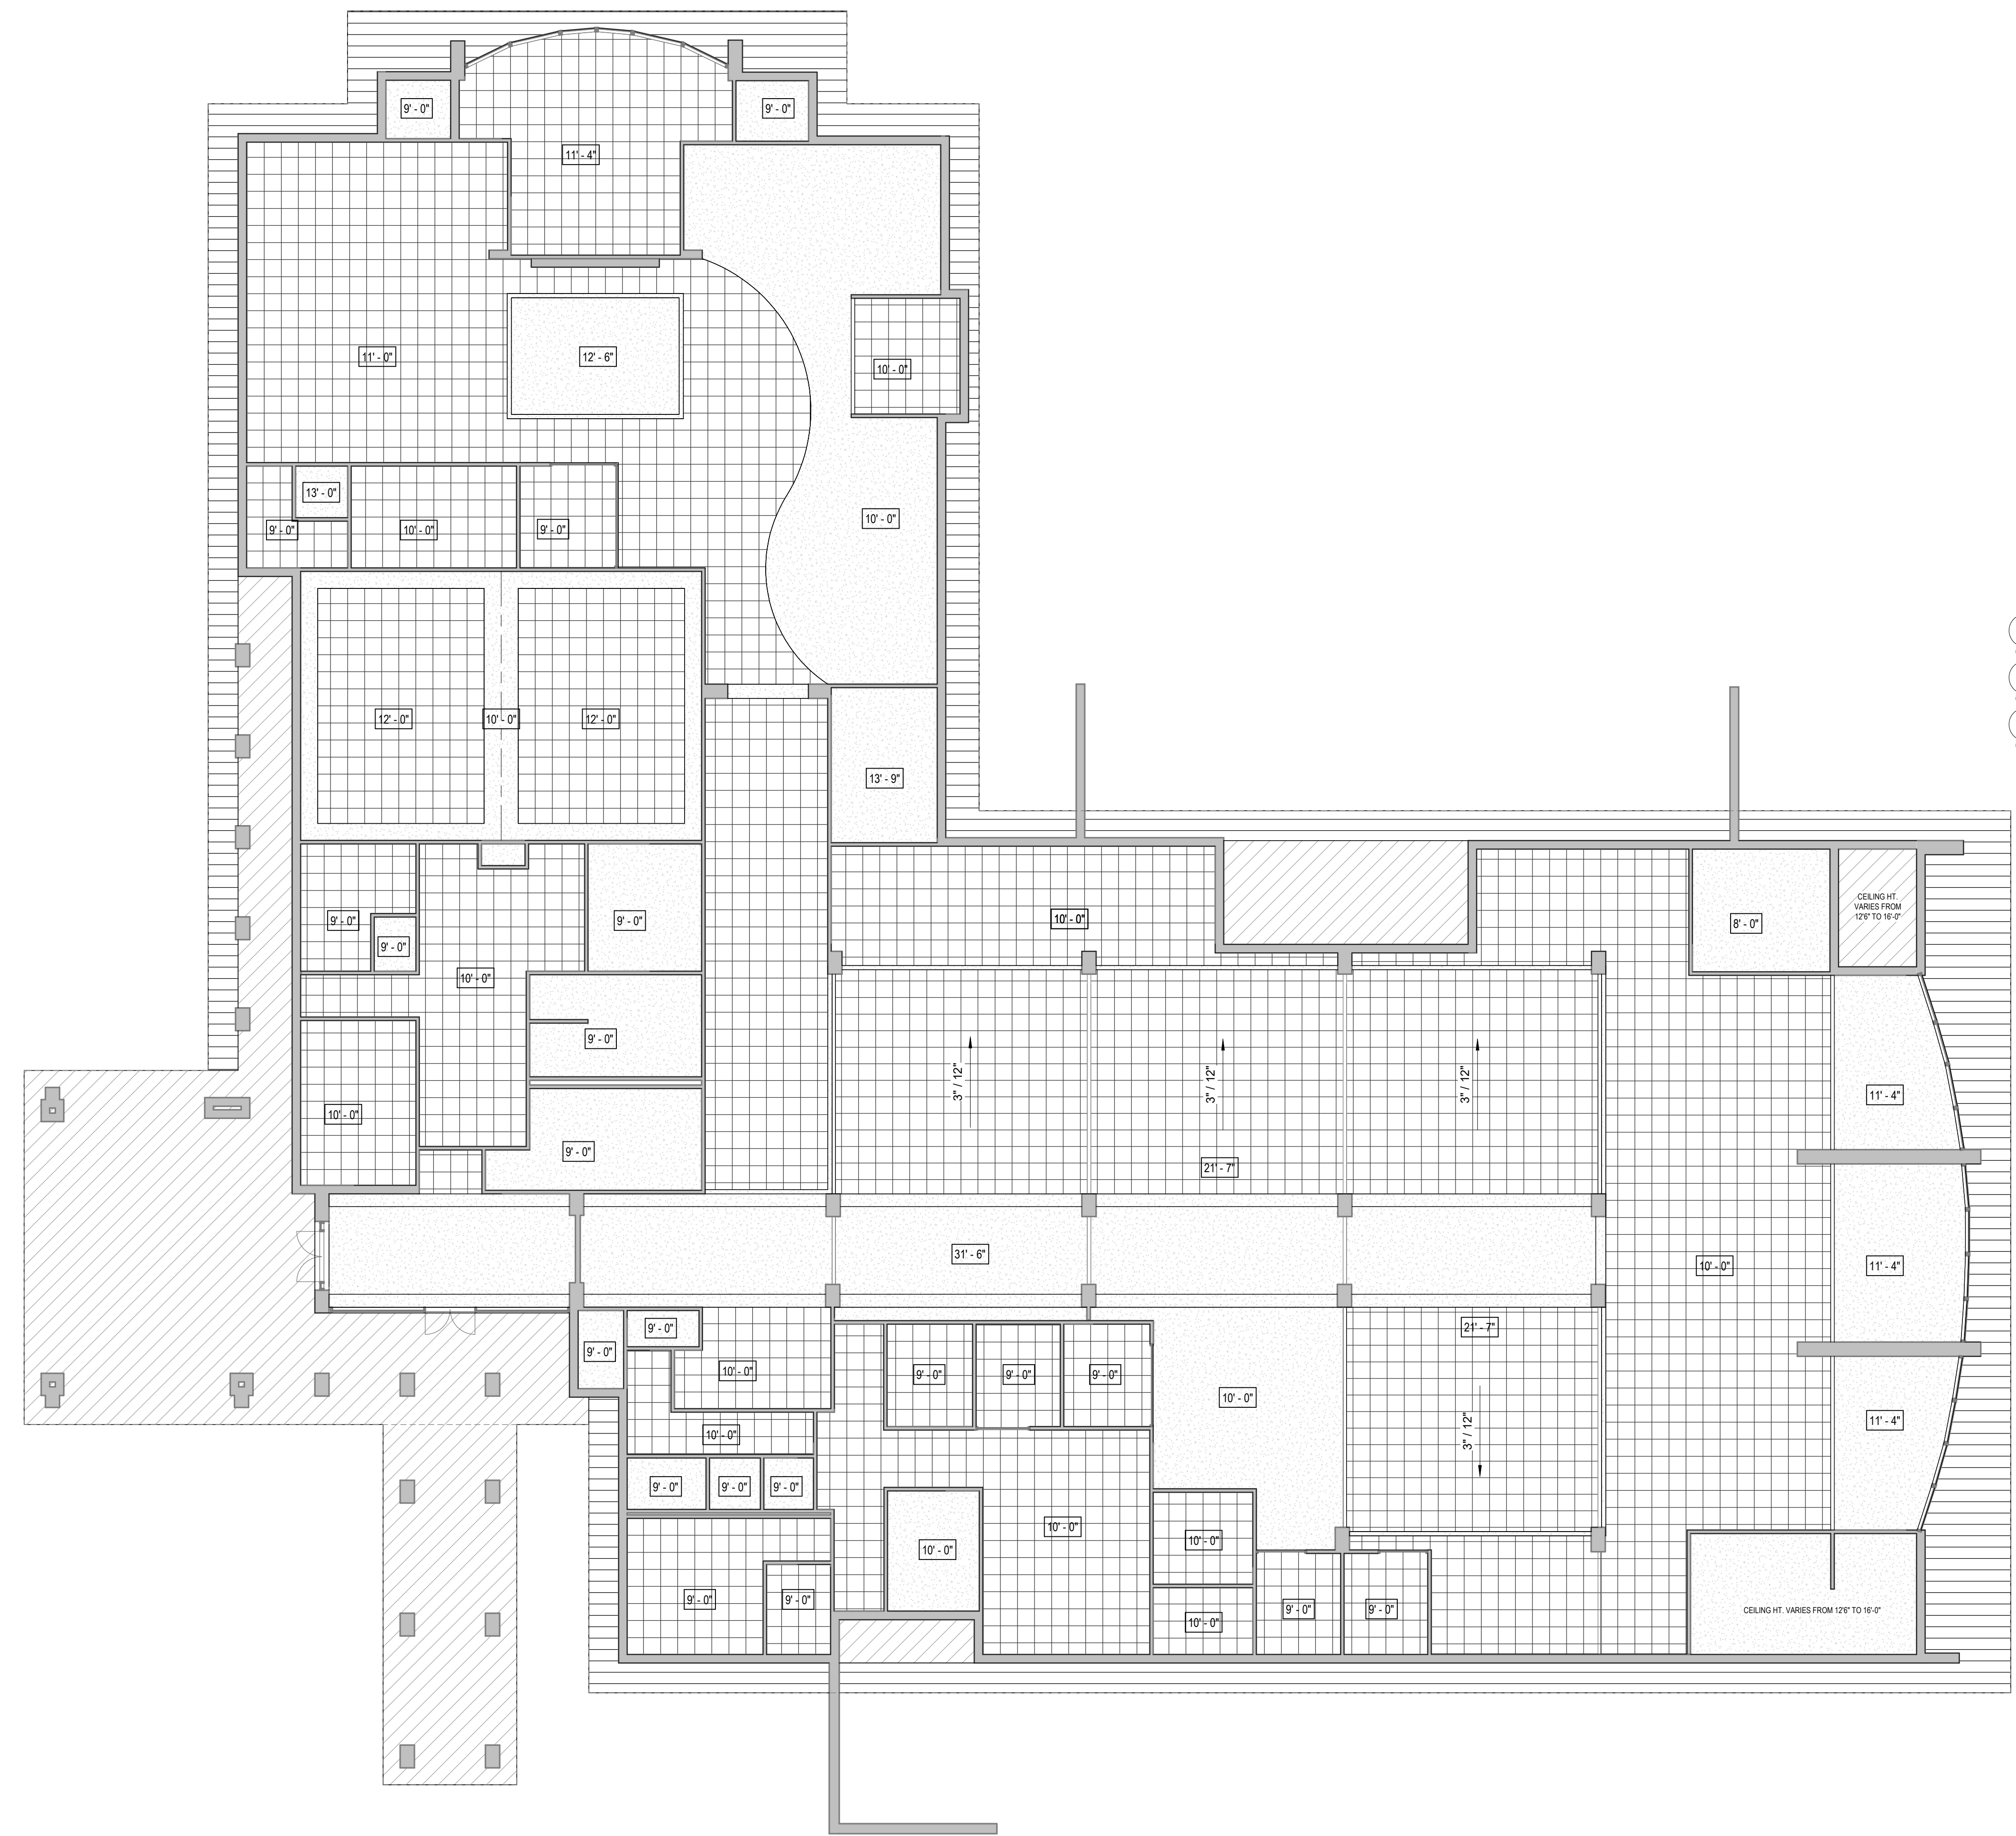 9' - 0"
9' - 0"
11' - 4"
11' - 0"
12' - 6"
10' - 0"
13' - 0"
9' - 0"
10' - 0"
9' - 0"
10' - 0"
12' - 0"
10' - 0"
12' - 0"
13' - 9"
9' - 0"
9' - 0"
10' - 0"
9' - 0"
10' - 0"
8' - 0"
CEILING HT.
VARIES FROM
12'6" TO 16'-0"
9' - 0"
10' - 0"
9' - 0"
3" / 12"
3" / 12"
3" / 12"
11' - 4"
21' - 7"
31' - 6"
10' - 0"
11' - 4"
9' - 0"
9' - 0"
10' - 0"
10' - 0"
9' - 0"
9' - 0"
9' - 0"
21' - 7"
10' - 0"
3" / 12"
11' - 4"
9' - 0"
9' - 0"
9' - 0"
10' - 0"
10' - 0"
10' - 0"
9' - 0"
9' - 0"
10' - 0"
9' - 0"
9' - 0"
CEILING HT. VARIES FROM 12'6" TO 16'-0"